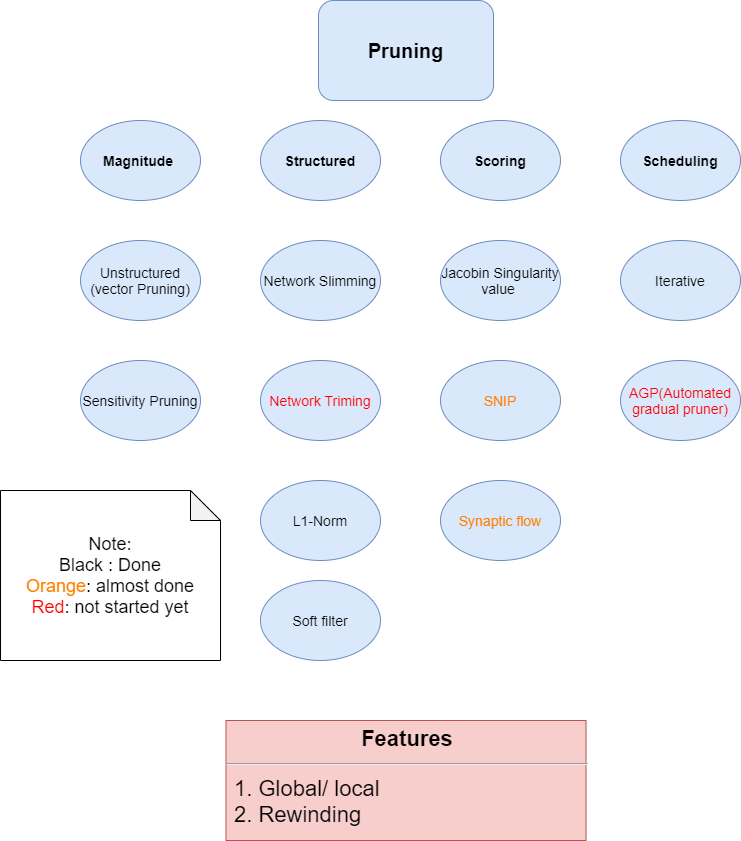 Pruning
Magnitude
Structured
Scoring
Scheduling
Unstructured
(vector Pruning)
Network Slimming
Jacobin Singularity
value
Iterative
Sensitivity Pruning
Network Triming
SNIP
AGP(Automated
gradual pruner)
L1-Norm
Synaptic flow
Note:
Black : Done
Orange: almost done
Red: not started yet
Soft filter
Features
1. Global/ local
2. Rewinding